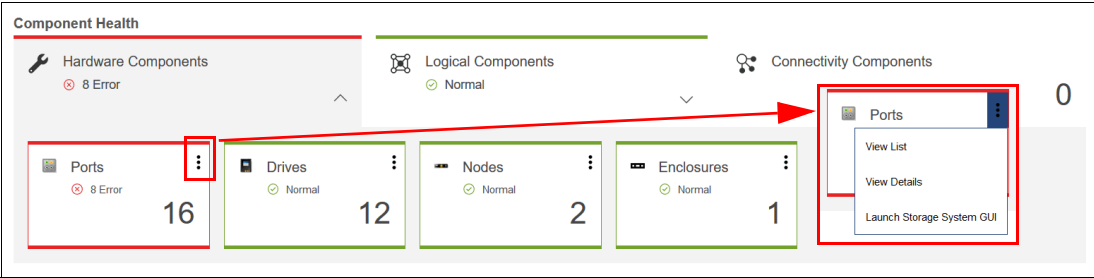 Component Health
Hardware Components
8 Error
Logical Components
Normal
Connectivity Components
0
Ports
8 Error
16
Drives
Normal
12
Nodes
Normal
2
Enclosures
Normal
1
Ports
View List
View Details
Launch Storage System GUI